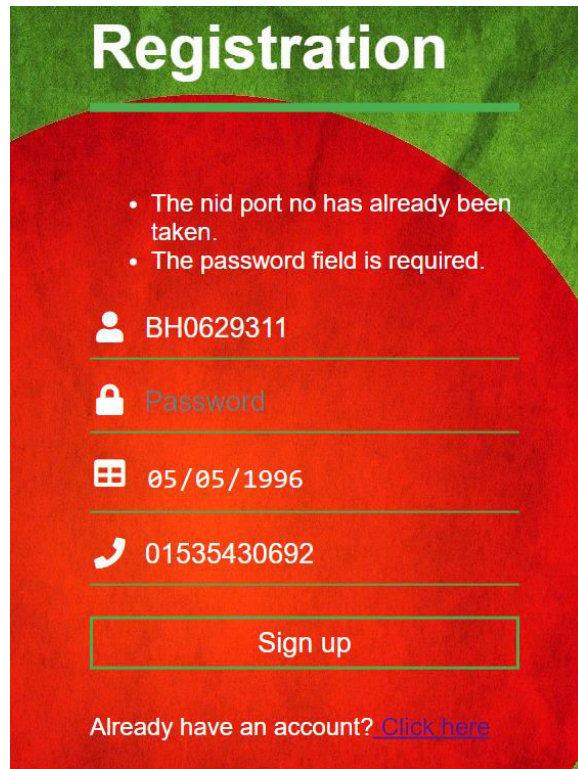 Registration
• The nid port no has already been
taken.
• The password field is required.
BH0629311
Password
05/05/1996
01535430692
Sign up
Already have an account? Click here